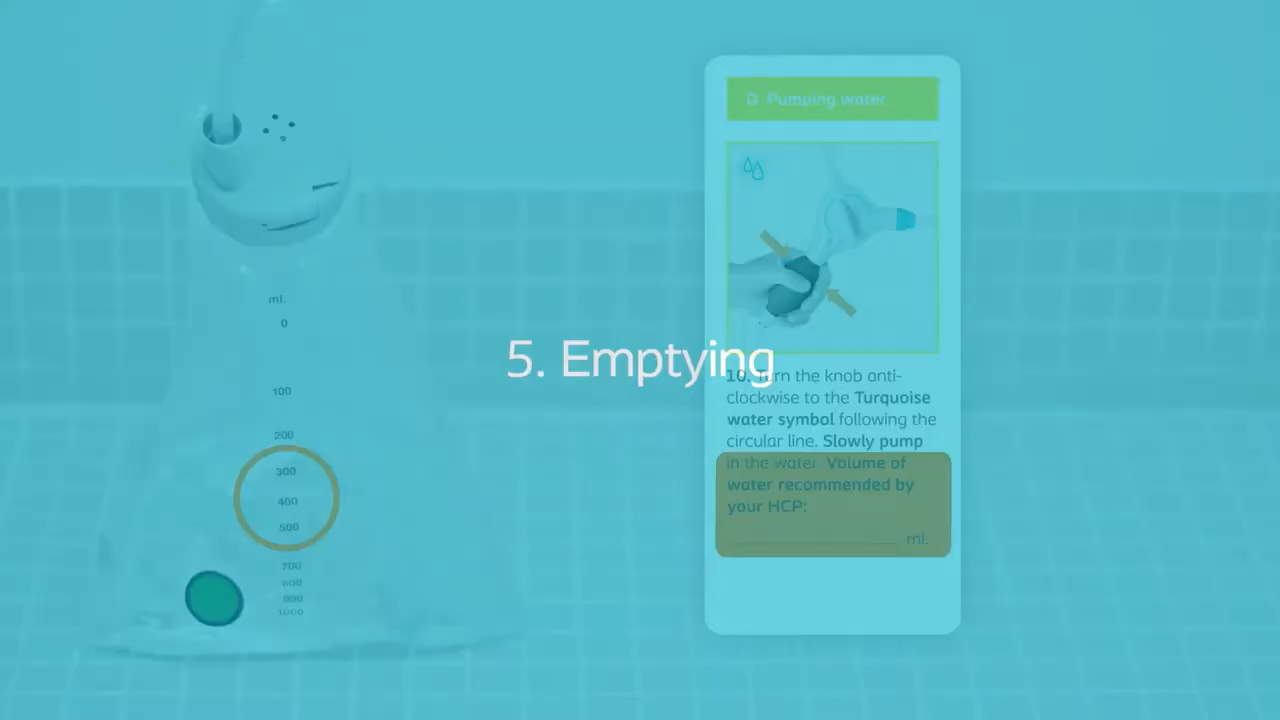 ml.
0
100
200
300
400
500
700
800
900
1000
5. Emptying
D Pumping water
10. Turn the knob anti-
clockwise to the Turquoise
water symbol following the
circular line. Slowly pump
in the water. Volume of
water recommended by
your HCP:
ml.